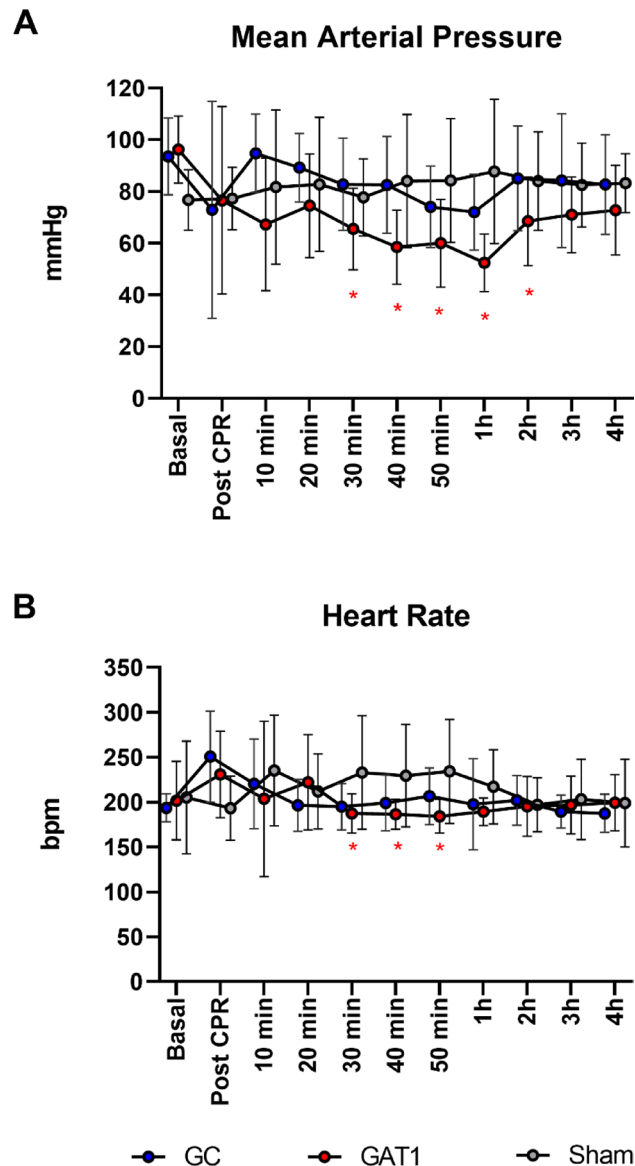 A
Mean Arterial Pressure
120
100
80
60
40
20
0
mmHg
* * * * *
Basal
Post CPR
10 min
20 min
30 min
40 min
50 min
1h
2h
3h
4h
B
Heart Rate
350
300
250
200
150
100
50
0
bpm
* * *
Basal
Post CPR
10 min
20 min
30 min
40 min
50 min
1h
2h
3h
4h
GC GAT1 Sham